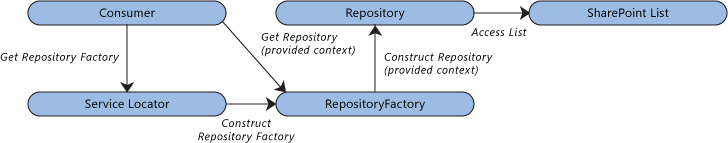 Consumer
Repository
SharePoint List
Get Repository
(provided context)
Access List
Get Repository Factory
Construct Repository
(provided context)
Service Locator
RepositoryFactory
Construct
Repository Factory